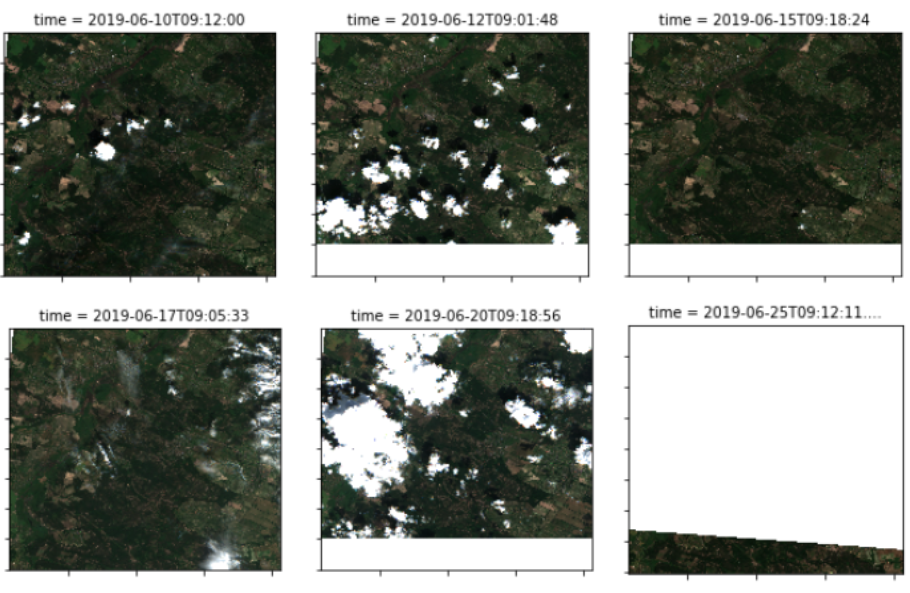 time = 2019-06-10T09:12:00
time = 2019-06-12T09:01:48
time = 2019-06-15T09:18:24
time = 2019-06-17T09:05:33
time = 2019-06-20T09:18:56
time = 2019-06-25T09:12:11....